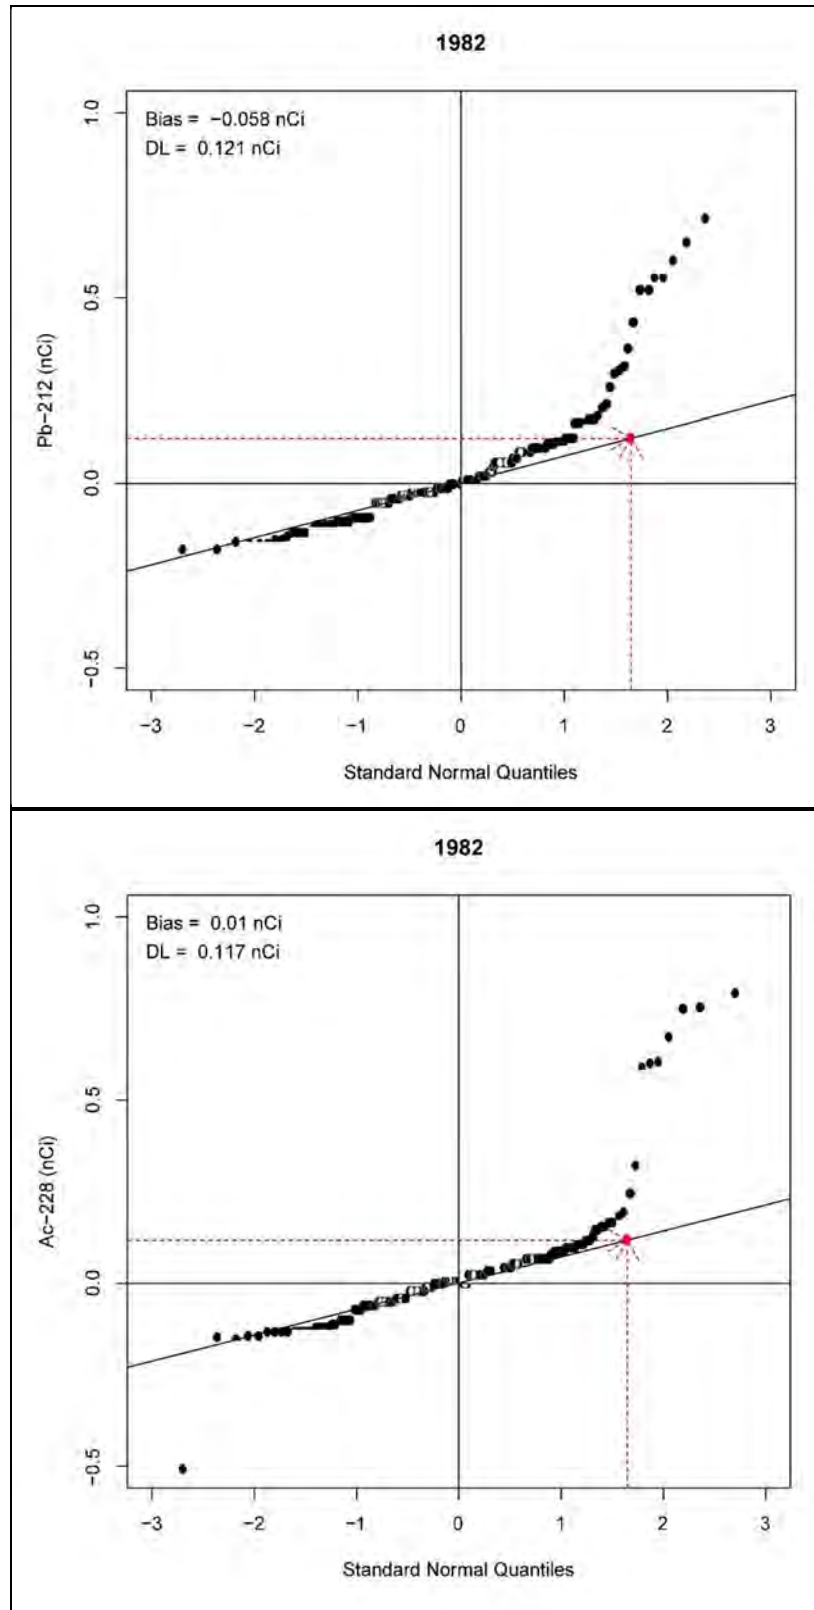 1982
Bias = −0.058 nCi
DL = 0.121 nCi
1.0
0.5
0.0
−0.5
Pb−212 (nCi)
−3 −2 −1 0 1 2 3
Standard Normal Quantiles
1982
Bias = 0.01 nCi
DL = 0.117 nCi
1.0
0.5
0.0
−0.5
Ac−228 (nCi)
−3 −2 −1 0 1 2 3
Standard Normal Quantiles